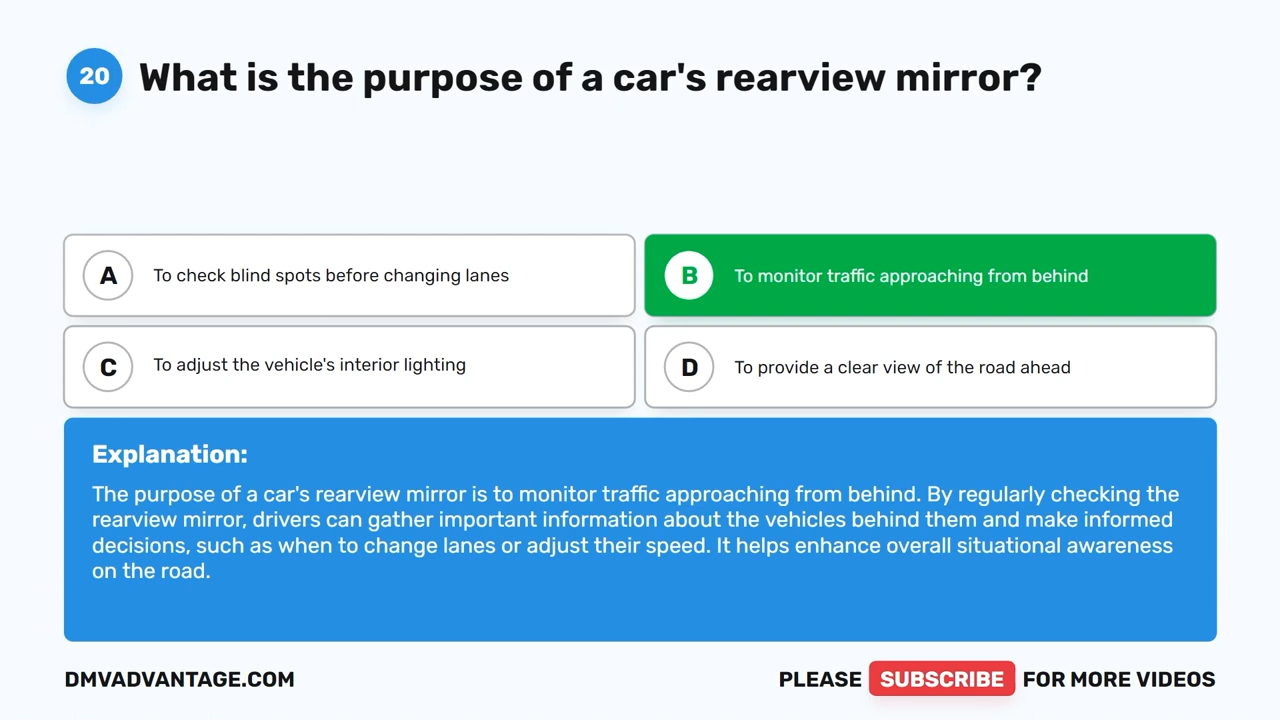 20 What is the purpose of a car's rearview mirror?
A To check blind spots before changing lanes
B To monitor traffic approaching from behind
C To adjust the vehicle's interior lighting
D To provide a clear view of the road ahead
Explanation:
The purpose of a car's rearview mirror is to monitor traffic approaching from behind. By regularly checking the
rearview mirror, drivers can gather important information about the vehicles behind them and make informed
decisions, such as when to change lanes or adjust their speed. It helps enhance overall situational awareness
on the road.
DMVADVANTAGE.COM
PLEASE SUBSCRIBE FOR MORE VIDEOS